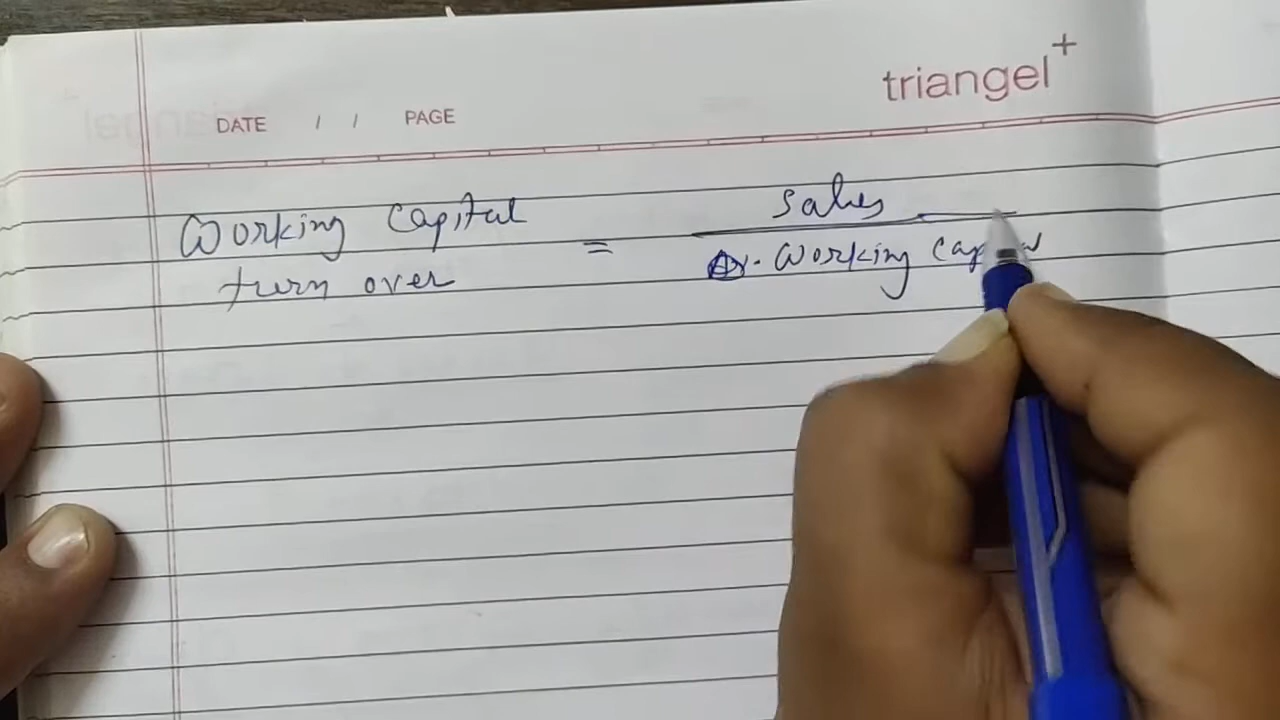 triangel+
DATE / / PAGE
Working Capital
turn over
=
Sales
Av. Working Capital